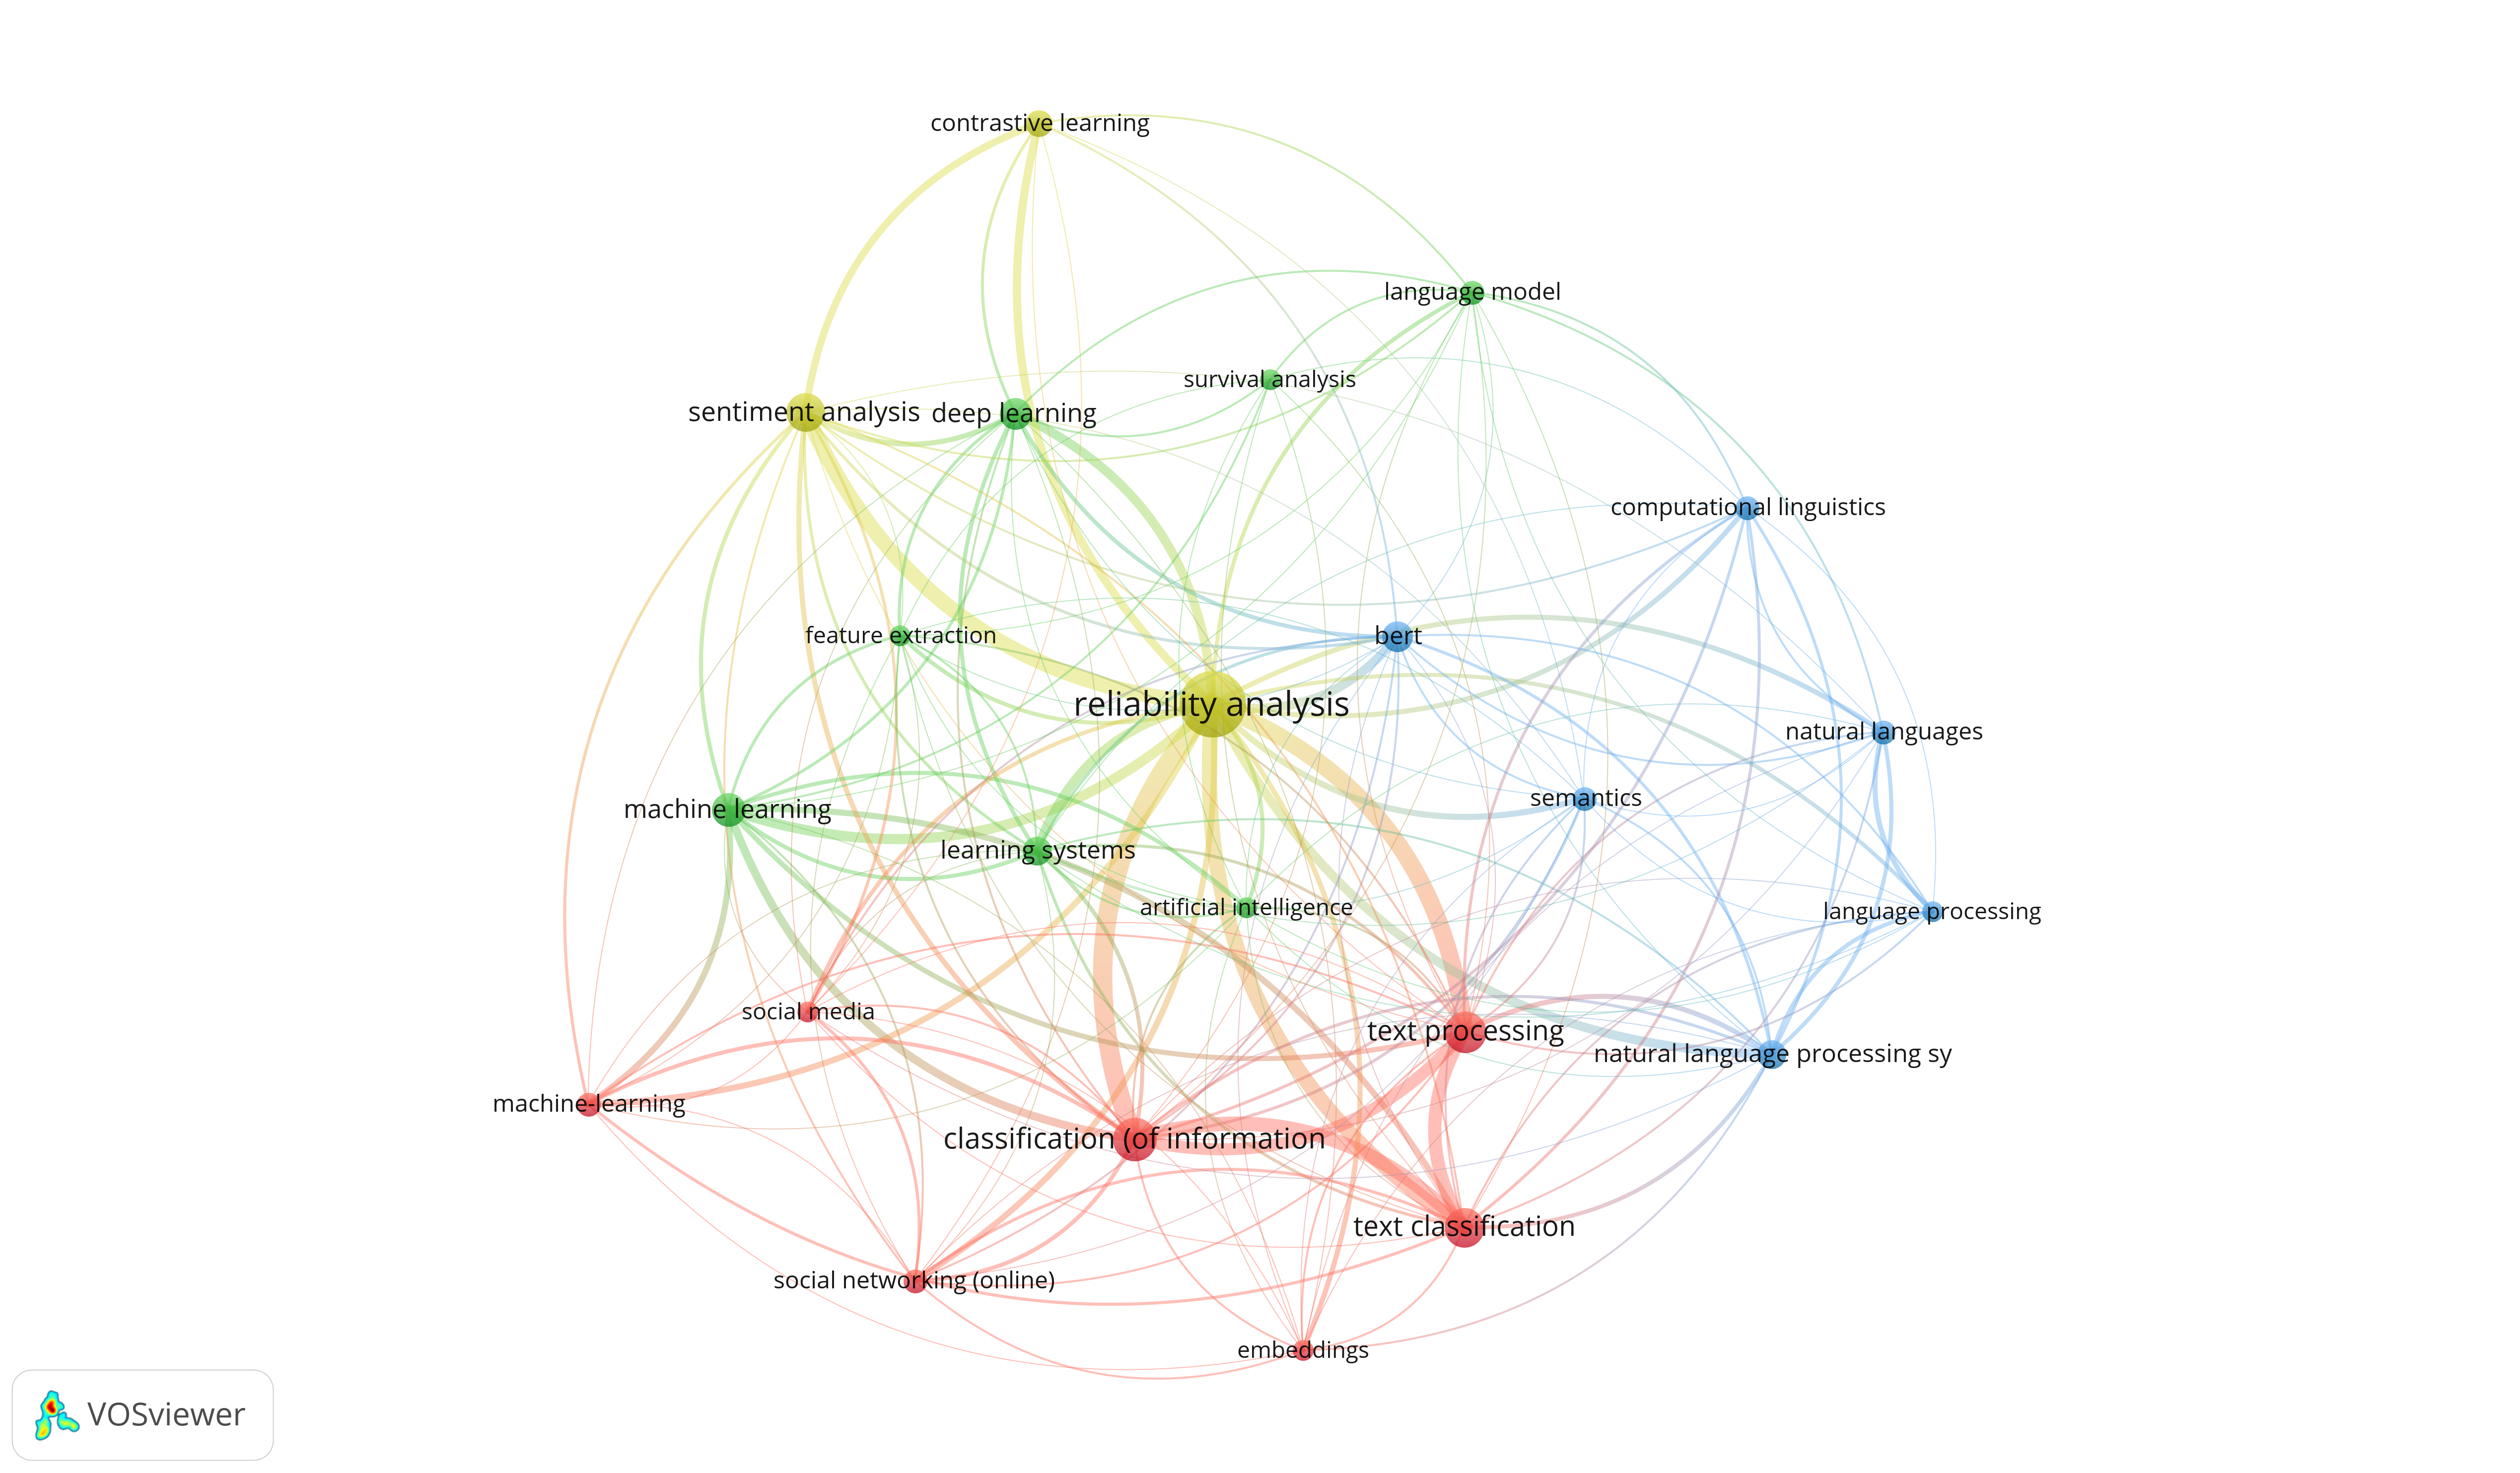 contrastive learning
language model
survival analysis
sentiment analysis
deep learning
computational linguistics
feature extraction
bert
reliability analysis
natural languages
semantics
machine learning
learning systems
artificial intelligence
language processing
social media
text processing
natural language processing sy
machine-learning
classification (of information
text classification
social networking (online)
embeddings
VOSviewer